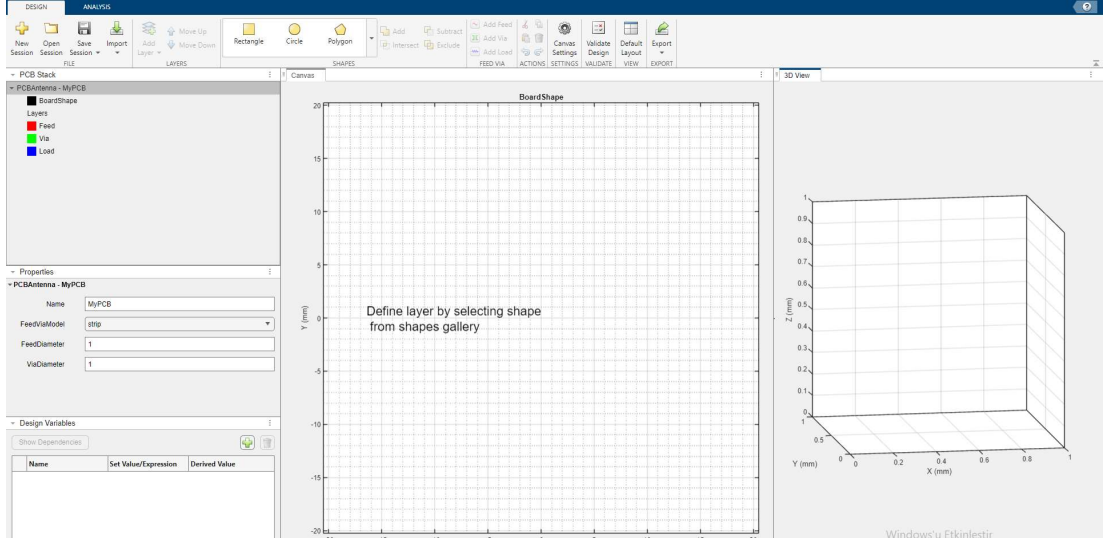 DESIGN
ANALYSIS
?
New Session
Open Session
Save Session
Import
FILE
Add Layer
Move Up
Move Down
LAYERS
Rectangle
Circle
Polygon
Add
Subtract
Intersect
Exclude
SHAPES
Add Feed
Add Via
Add Load
FEED VIA
ACTIONS
Canvas Settings
SETTINGS
Validate Design
VALIDATE
Default Layout
VIEW
Export
EXPORT
PCB Stack
PCBAntenna - MyPCB
BoardShape
Layers
Feed
Via
Load
Properties
PCBAntenna - MyPCB
Name MyPCB
FeedViaModel strip
FeedDiameter 1
ViaDiameter 1
Design Variables
Show Dependencies
Name Set Value/Expression Derived Value
Canvas
BoardShape
20
15
10
5
0
-5
-10
-15
-20
Y (mm)
Define layer by selecting shape
from shapes gallery
3D View
1
0.9
0.8
0.7
0.6
0.5
0.4
0.3
0.2
0.1
0
Z (mm)
1
0.5
0
Y (mm)
0
0.2
0.4
0.6
0.8
1
X (mm)
Windows'u Etkinleştir